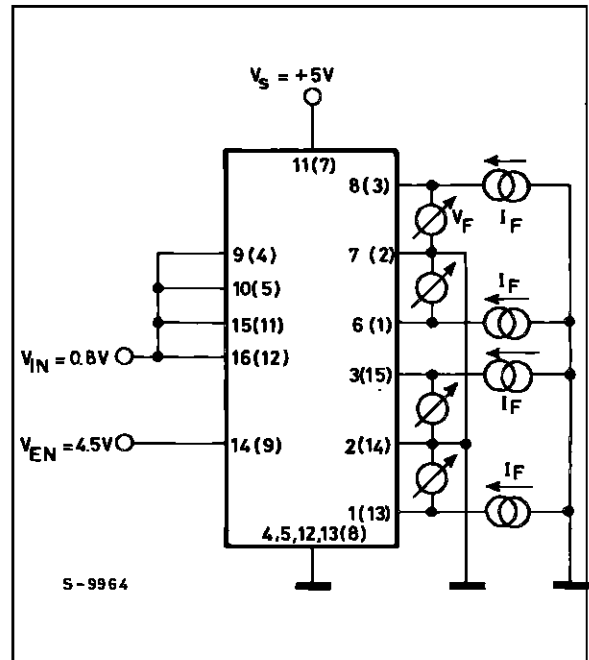 V_S = +5V
11(7)
8(3)
V_F
I_F
9(4)
7 (2)
10(5)
I_F
15(11)
6(1)
V_IN = 0.8V
16(12)
I_F
3(15)
V_EN = 4.5V
14(9)
2(14)
I_F
1(13)
4,5,12,13(8)
S-9964